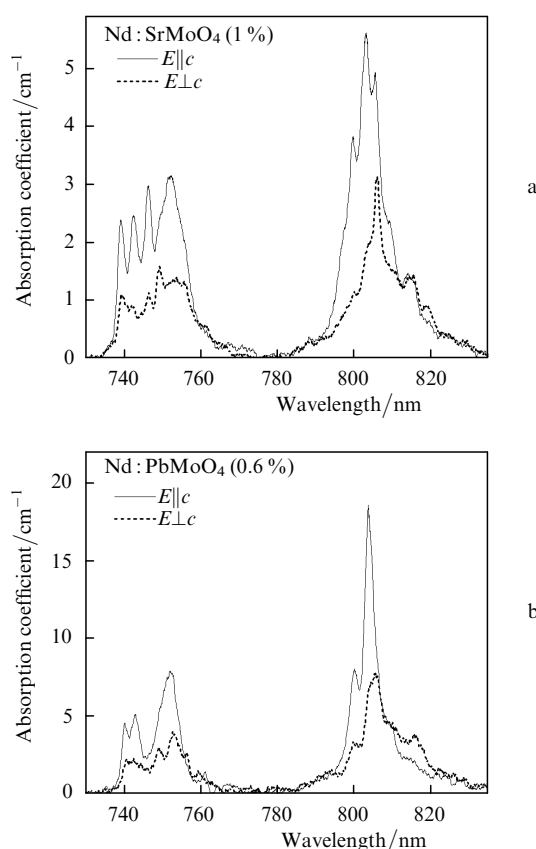 Nd : SrMoO₄ (1 %)
E||c
E⊥c
Absorption coefficient/cm⁻¹
5
4
3
2
1
0
740 760 780 800 820
Wavelength/nm
a
Nd : PbMoO₄ (0.6 %)
E||c
E⊥c
Absorption coefficient/cm⁻¹
20
15
10
5
0
740 760 780 800 820
Wavelength/nm
b